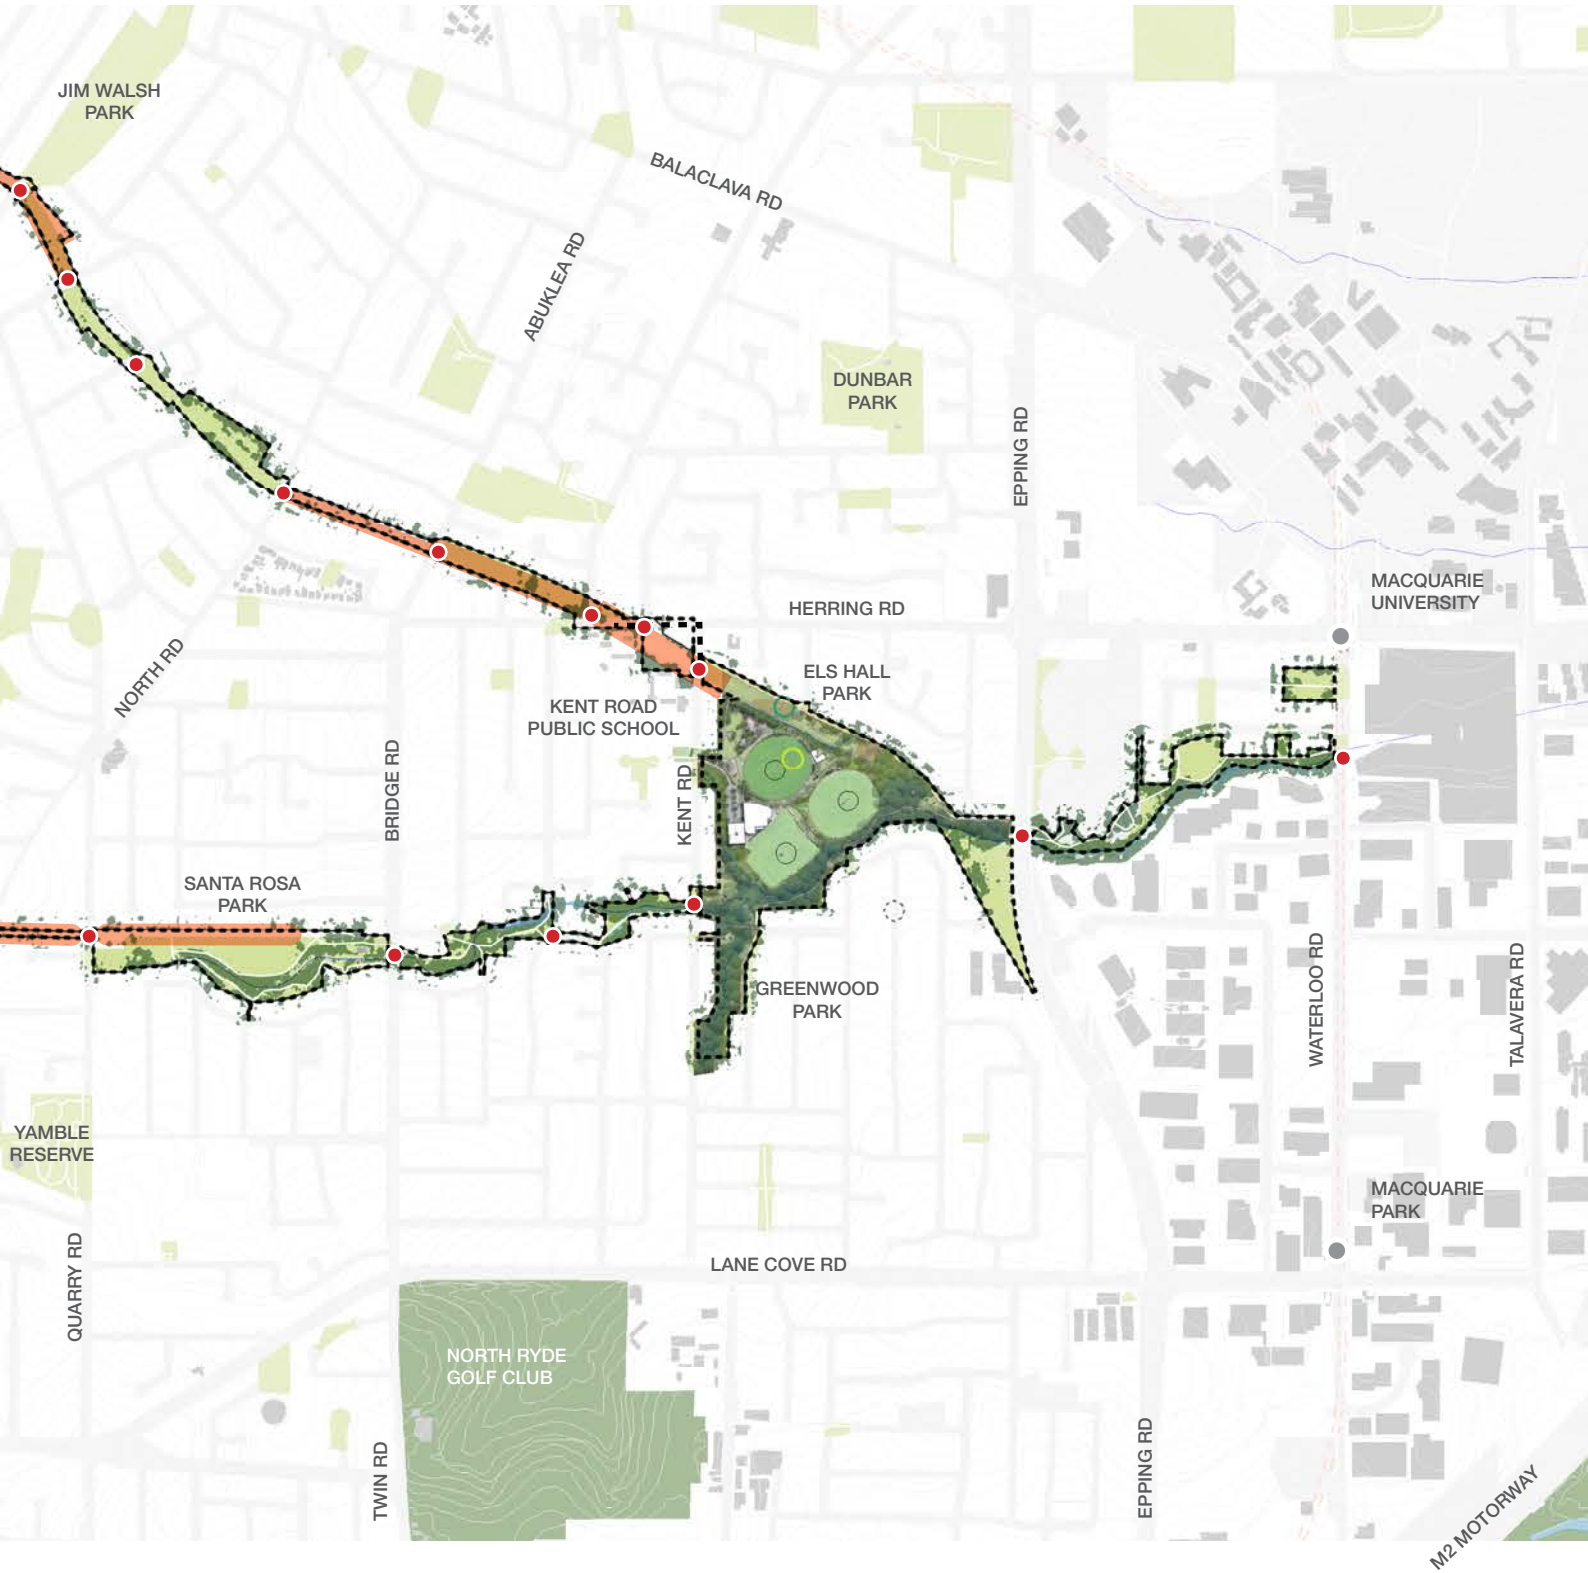 JIM WALSH
PARK
BALACLAVA RD
ABUKLEA RD
DUNBAR
PARK
EPPING RD
MACQUARIE
UNIVERSITY
HERRING RD
NORTH RD
ELS HALL
PARK
KENT ROAD
PUBLIC SCHOOL
BRIDGE RD
KENT RD
SANTA ROSA
PARK
GREENWOOD
PARK
WATERLOO RD
TALAVERA RD
YAMBLE
RESERVE
MACQUARIE
PARK
QUARRY RD
LANE COVE RD
NORTH RYDE
GOLF CLUB
TWIN RD
EPPING RD
M2 MOTORWAY